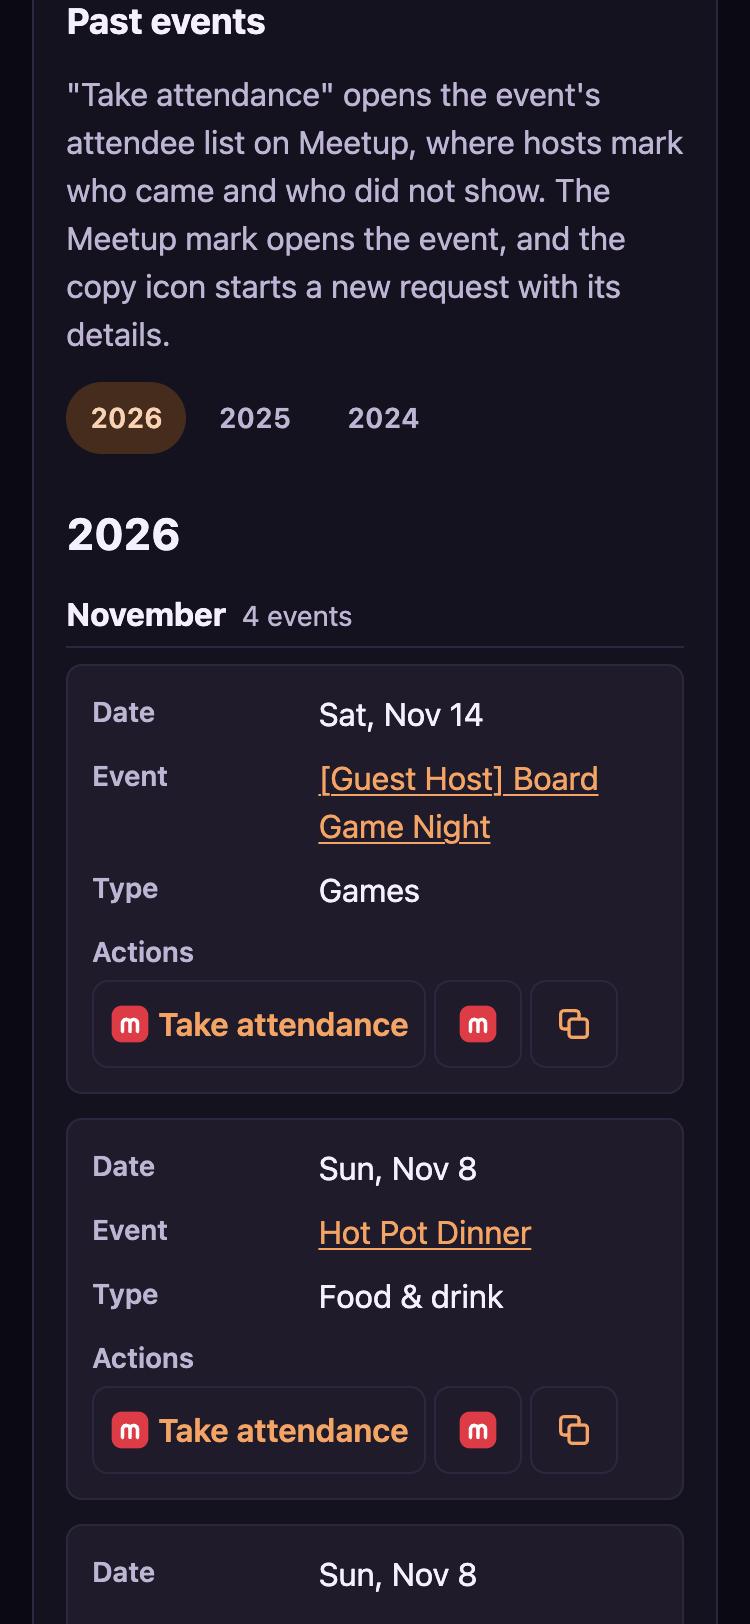 Past events
"Take attendance" opens the event's
attendee list on Meetup, where hosts mark
who came and who did not show. The
Meetup mark opens the event, and the
copy icon starts a new request with its
details.
2026 2025 2024
2026
November 4 events
Date Sat, Nov 14
Event [Guest Host] Board
Game Night
Type Games
Actions
m Take attendance m
Date Sun, Nov 8
Event Hot Pot Dinner
Type Food & drink
Actions
m Take attendance m
Date Sun, Nov 8